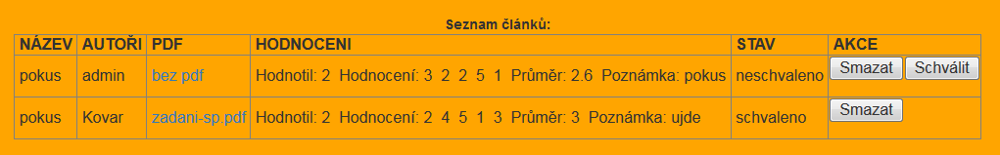 Seznam článků:
NÁZEV AUTOŘI PDF HODNOCENI STAV AKCE
pokus admin bez pdf Hodnotil: 2 Hodnocení: 3 2 2 5 1 Průměr: 2.6 Poznámka: pokus neschvaleno Smazat Schválit
pokus Kovar zadani-sp.pdf Hodnotil: 2 Hodnocení: 2 4 5 1 3 Průměr: 3 Poznámka: ujde schvaleno Smazat